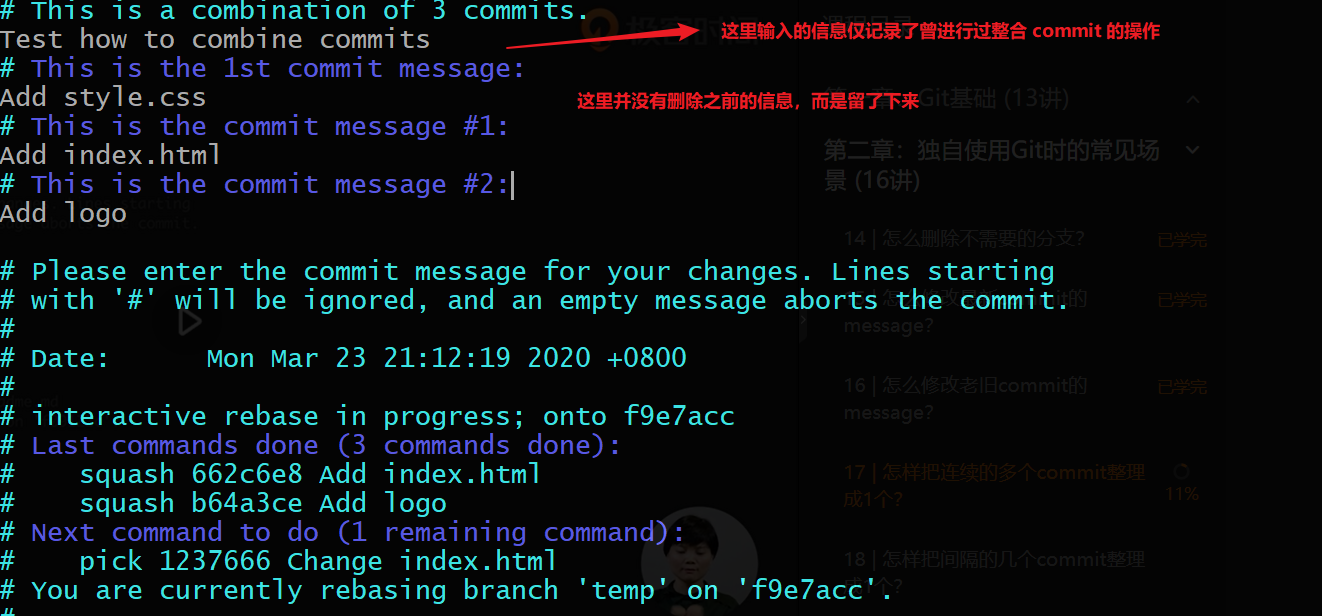 # This is a combination of 3 commits.
Test how to combine commits
这里输入的信息仅记录了曾进行过整合 commit 的操作
# This is the 1st commit message:
Add style.css
这里并没有删除之前的信息，而是留了下来
Git基础 (13讲)
# This is the commit message #1:
Add index.html
第二章：独自使用Git时的常见场
景 (16讲)
# This is the commit message #2:
Add logo
14 | 怎么删除不需要的分支?
已学完
# Please enter the commit message for your changes. Lines starting
# with '#' will be ignored, and an empty message aborts the commit.
已学完
message?
#
# Date:      Mon Mar 23 21:12:19 2020 +0800
#
16 | 怎么修改老旧commit的
message?
已学完
# interactive rebase in progress; onto f9e7acc
# Last commands done (3 commands done):
#    squash 662c6e8 Add index.html
#    squash b64a3ce Add logo
17 | 怎样把连续的多个commit整理
成1个?
11%
# Next command to do (1 remaining command):
#    pick 1237666 Change index.html
18 | 怎样把间隔的几个commit整理
# You are currently rebasing branch 'temp' on 'f9e7acc'.
#